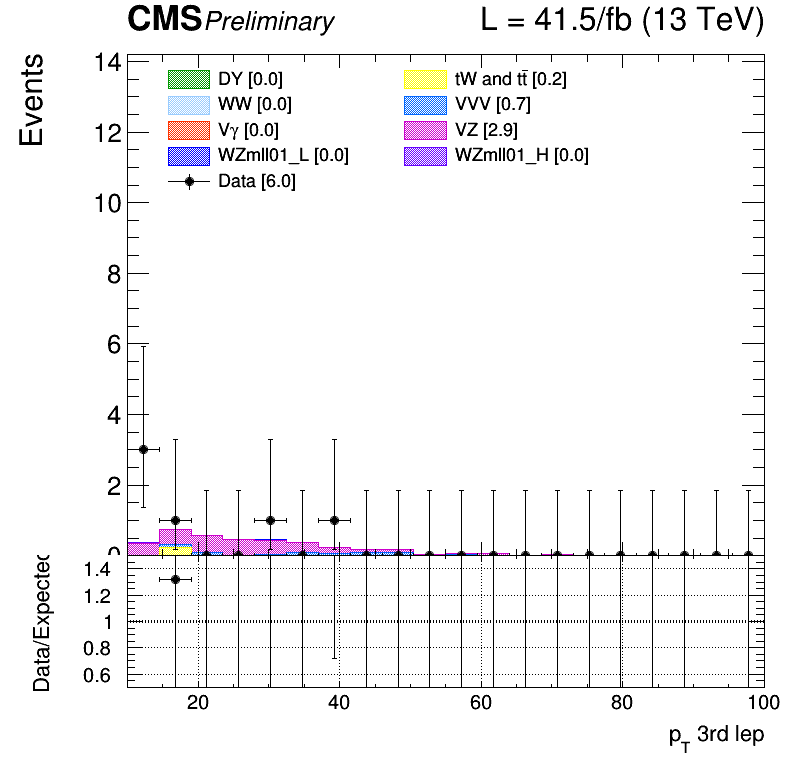 CMS Preliminary L = 41.5/fb (13 TeV)
Events
14
12
10
8
6
4
2
0
DY [0.0]
WW [0.0]
Vγ [0.0]
WZmll01_L [0.0]
Data [6.0]
tW and tt̄ [0.2]
VVV [0.7]
VZ [2.9]
WZmll01_H [0.0]
Data/Expected
1.4
1.2
1
0.8
0.6
20 40 60 80 100
p_T 3rd lep